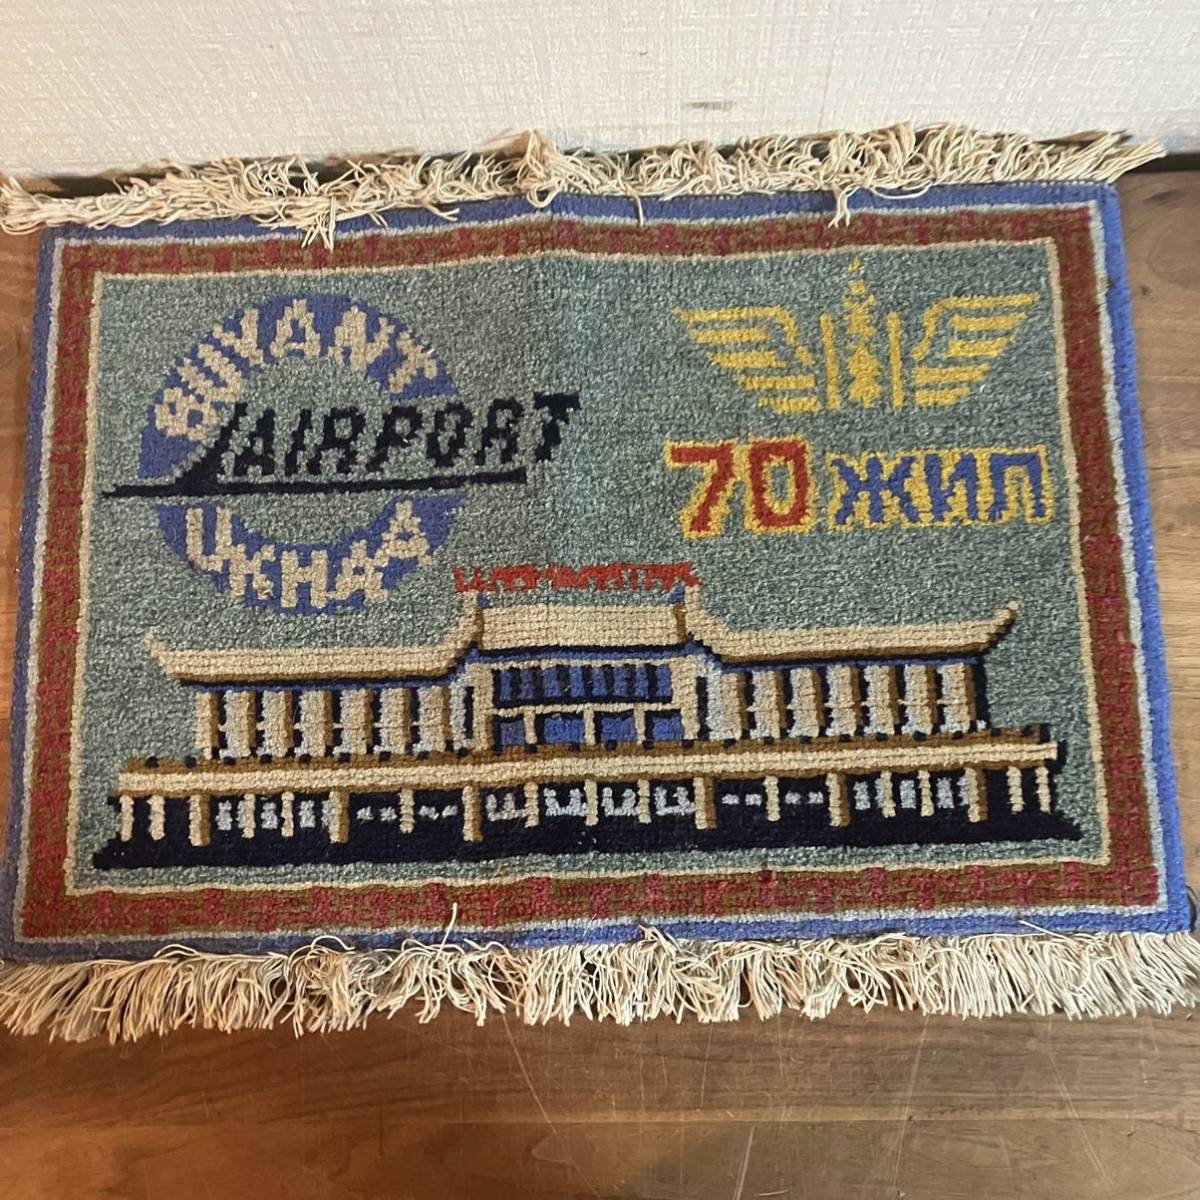 BUYANT
AIRPORT
UKHAA
70 ЖИЛ